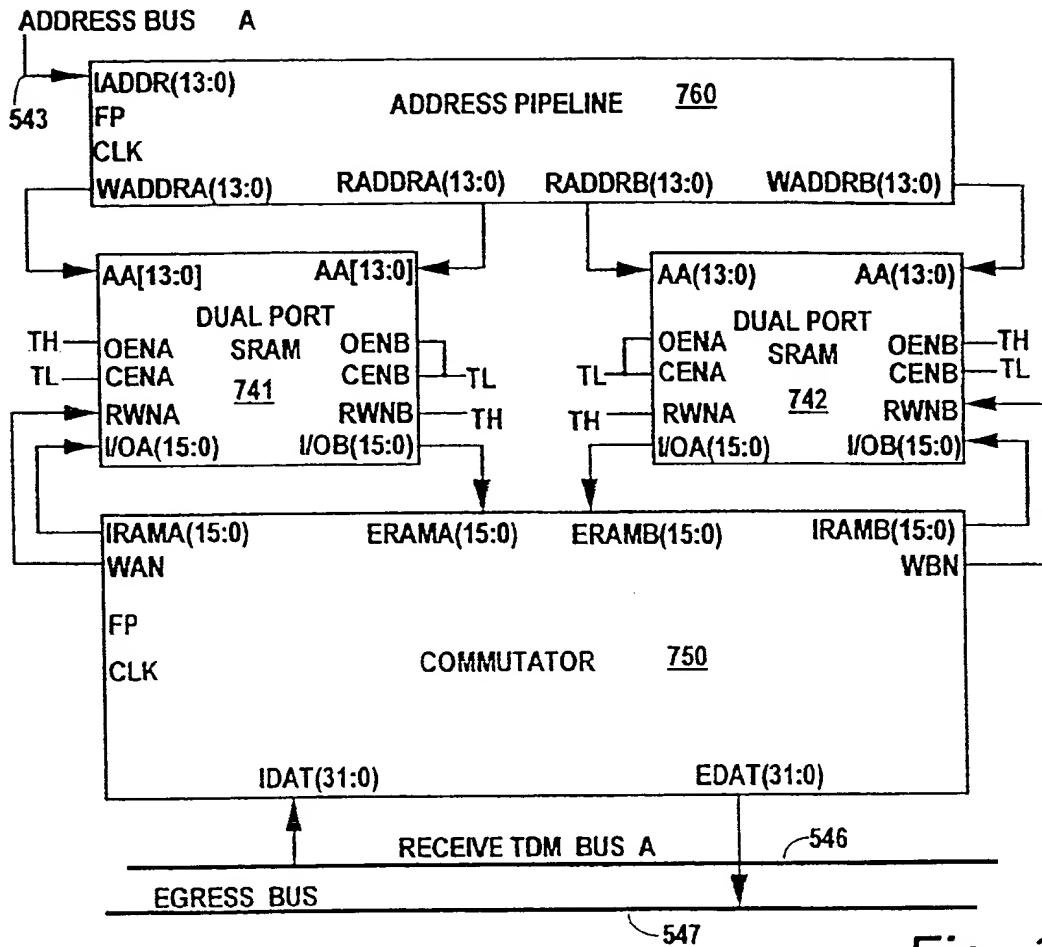 ADDRESS BUS A
543
IADDR(13:0)
FP
CLK
ADDRESS PIPELINE 760
WADDRA(13:0) RADDRA(13:0) RADDRB(13:0) WADDRB(13:0)
AA[13:0] AA[13:0]
DUAL PORT
SRAM
741
TH OENA OENB
TL CENA CENB TL
RWNA RWNB TH
I/OA(15:0) I/OB(15:0)
AA(13:0) AA(13:0)
DUAL PORT
SRAM
742
OENA OENB TH
TL CENA CENB TL
TH RWNA RWNB
I/OA(15:0) I/OB(15:0)
IRAMA(15:0) ERAMA(15:0) ERAMB(15:0) IRAMB(15:0)
WAN WBN
FP
CLK
COMMUTATOR 750
IDAT(31:0) EDAT(31:0)
RECEIVE TDM BUS A 546
EGRESS BUS
547